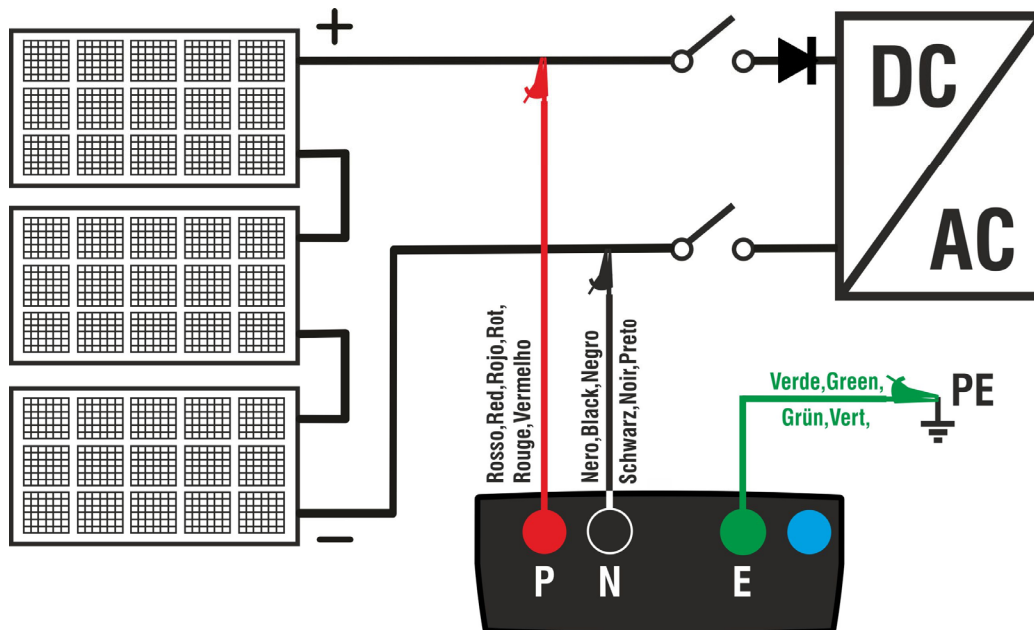 +
DC
AC
Rosso,Red,Rojo,Rot,
Rouge,Vermelho
Nero,Black,Negro
Schwarz,Noir,Preto
Verde,Green,
Grün,Vert,
PE
−
P
N
E